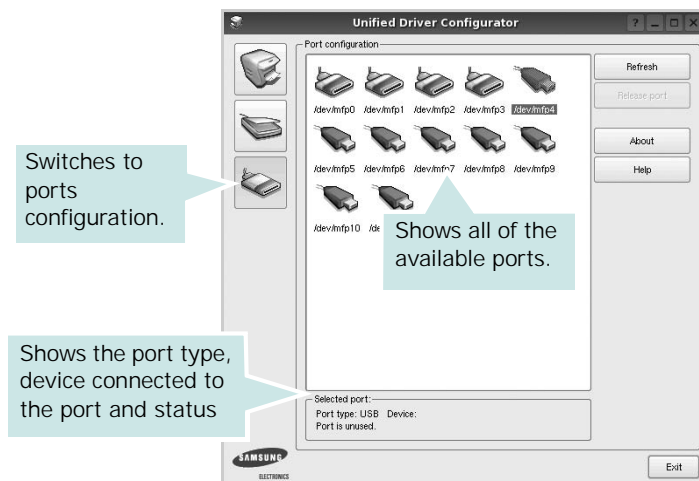 Unified Driver Configurator
Port configuration
/dev/mfp0 /dev/mfp1 /dev/mfp2 /dev/mfp3 /dev/mfp4
/dev/mfp5 /dev/mfp6 /dev/mfp7 /dev/mfp8 /dev/mfp9
/dev/mfp10
Refresh
Release port
About
Help
Switches to
ports
configuration.
Shows all of the
available ports.
Shows the port type,
device connected to
the port and status
Selected port:
Port type: USB Device:
Port is unused.
SAMSUNG
ELECTRONICS
Exit